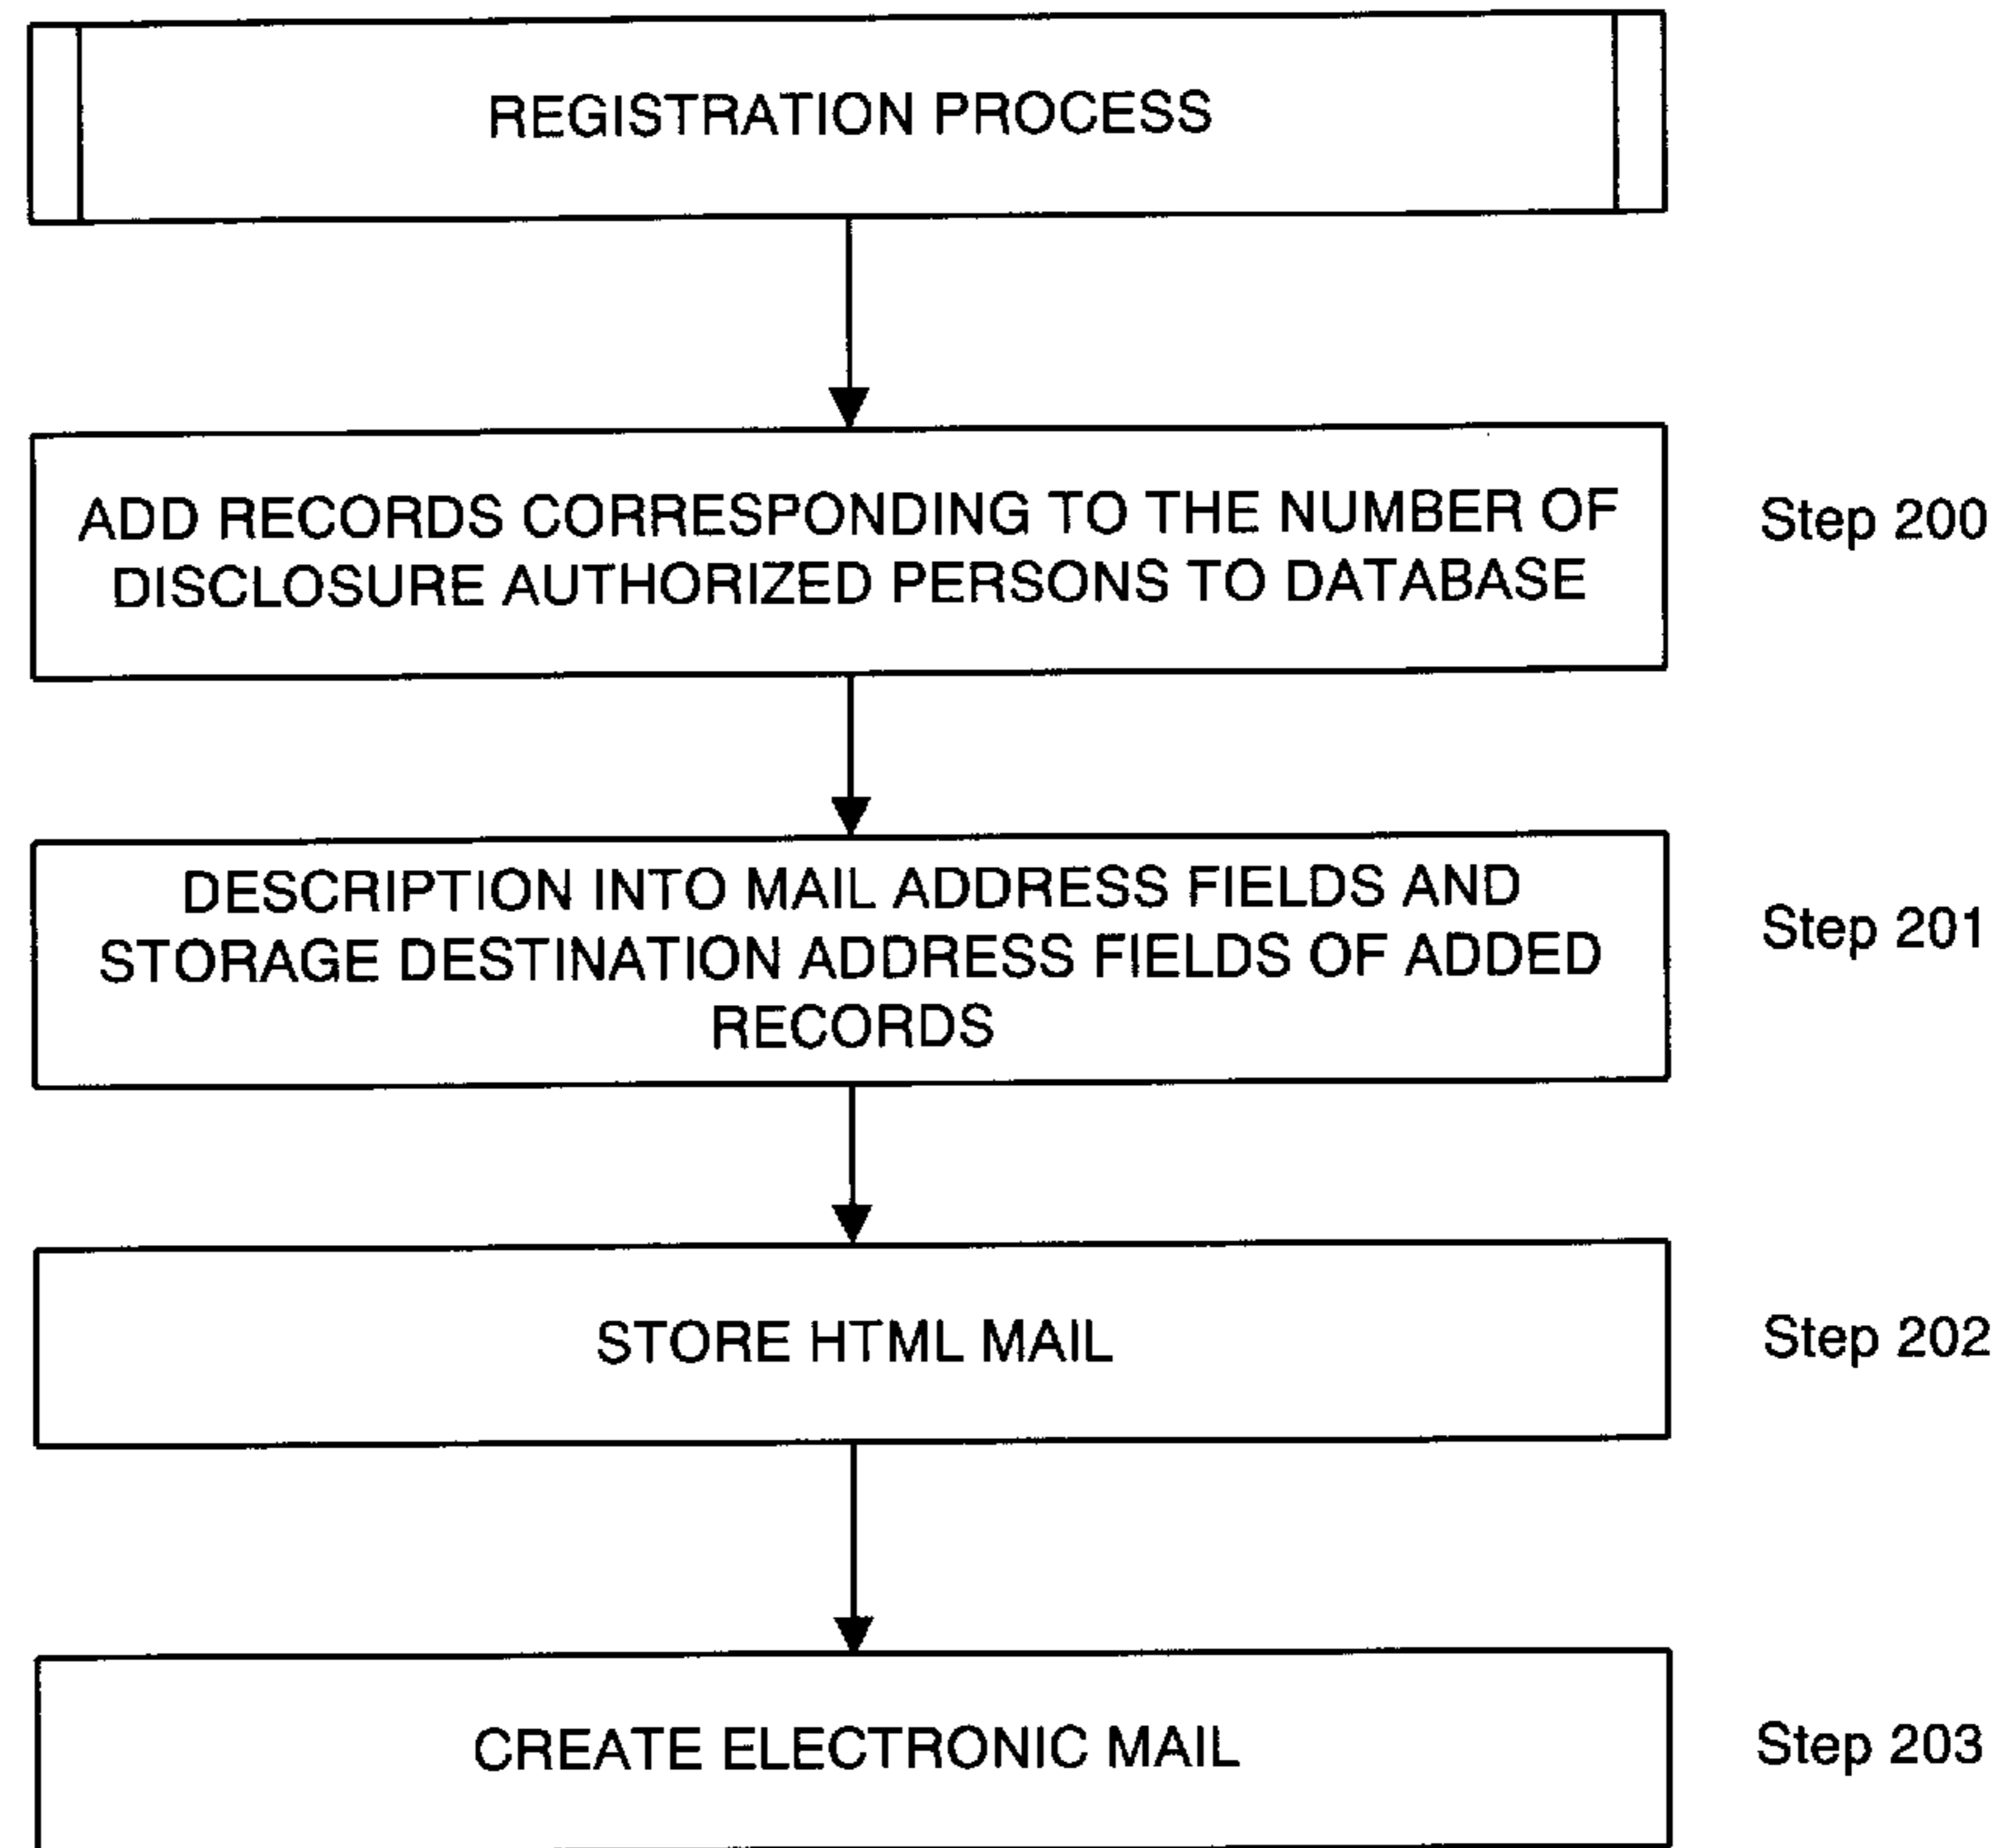 REGISTRATION PROCESS
ADD RECORDS CORRESPONDING TO THE NUMBER OF
DISCLOSURE AUTHORIZED PERSONS TO DATABASE
Step 200
DESCRIPTION INTO MAIL ADDRESS FIELDS AND
STORAGE DESTINATION ADDRESS FIELDS OF ADDED
RECORDS
Step 201
STORE HTML MAIL
Step 202
CREATE ELECTRONIC MAIL
Step 203